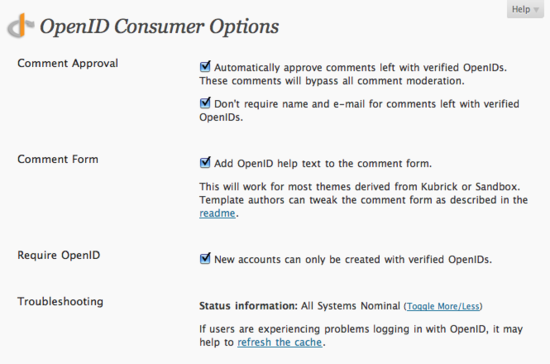 Help
OpenID Consumer Options
Comment Approval
Automatically approve comments left with verified OpenIDs.
These comments will bypass all comment moderation.
Don't require name and e-mail for comments left with verified
OpenIDs.
Comment Form
Add OpenID help text to the comment form.
This will work for most themes derived from Kubrick or Sandbox.
Template authors can tweak the comment form as described in the
readme.
Require OpenID
New accounts can only be created with verified OpenIDs.
Troubleshooting
Status information: All Systems Nominal (Toggle More/Less)
If users are experiencing problems logging in with OpenID, it may
help to refresh the cache.